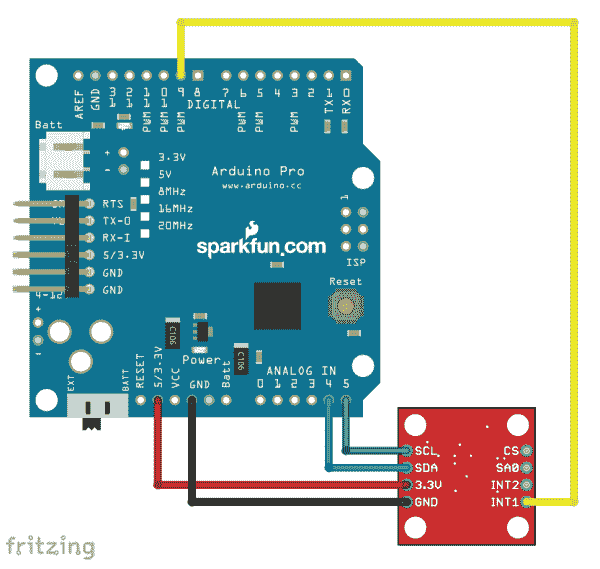 AREF
GND
13
12
11
10
9
8
7
6
5
4
3
2
TX1
RX0
PWM
PWM
PWM
PWM
PWM
PWM
DIGITAL
Batt
+
-
3.3V
5V
8MHz
16MHz
20MHz
Arduino Pro
www.arduino.cc
1
ISP
RTS
TX-O
RX-I
5/3.3V
GND
GND
sparkfun.com
Reset
4-12
+
-
C106
C106
Power
EXT
BATT
RESET
5/3.3V
VCC
GND
Batt
ANALOG IN
0 1 2 3 4 5
SCL
SDA
3.3V
GND
CS
SA0
INT2
INT1
fritzing